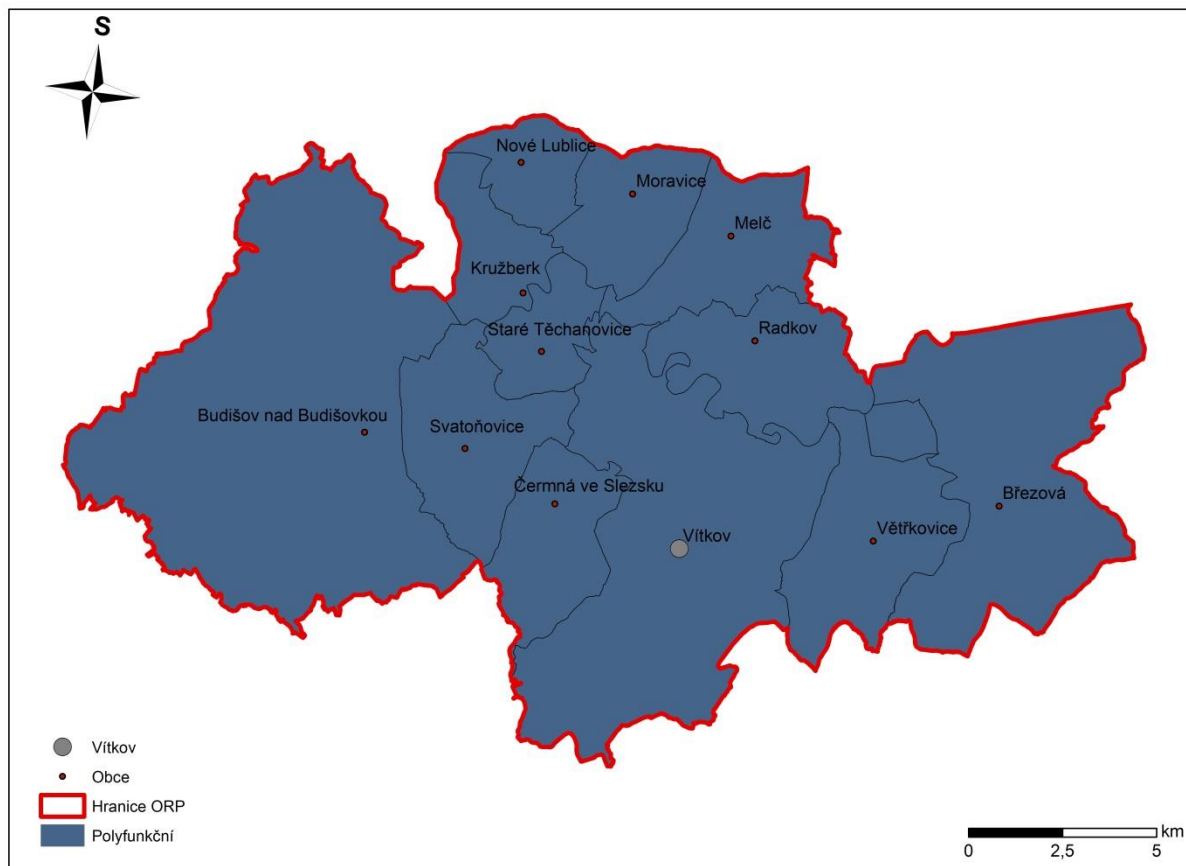 S
Nové Lublice
Moravice
Melč
Kružberk
Staré Těchanovice
Radkov
Budišov nad Budišovkou
Svatoňovice
Čermná ve Slezsku
Březová
Větřkovice
Vítkov
Vítkov
Obce
Hranice ORP
Polyfunkční
km
0 2,5 5